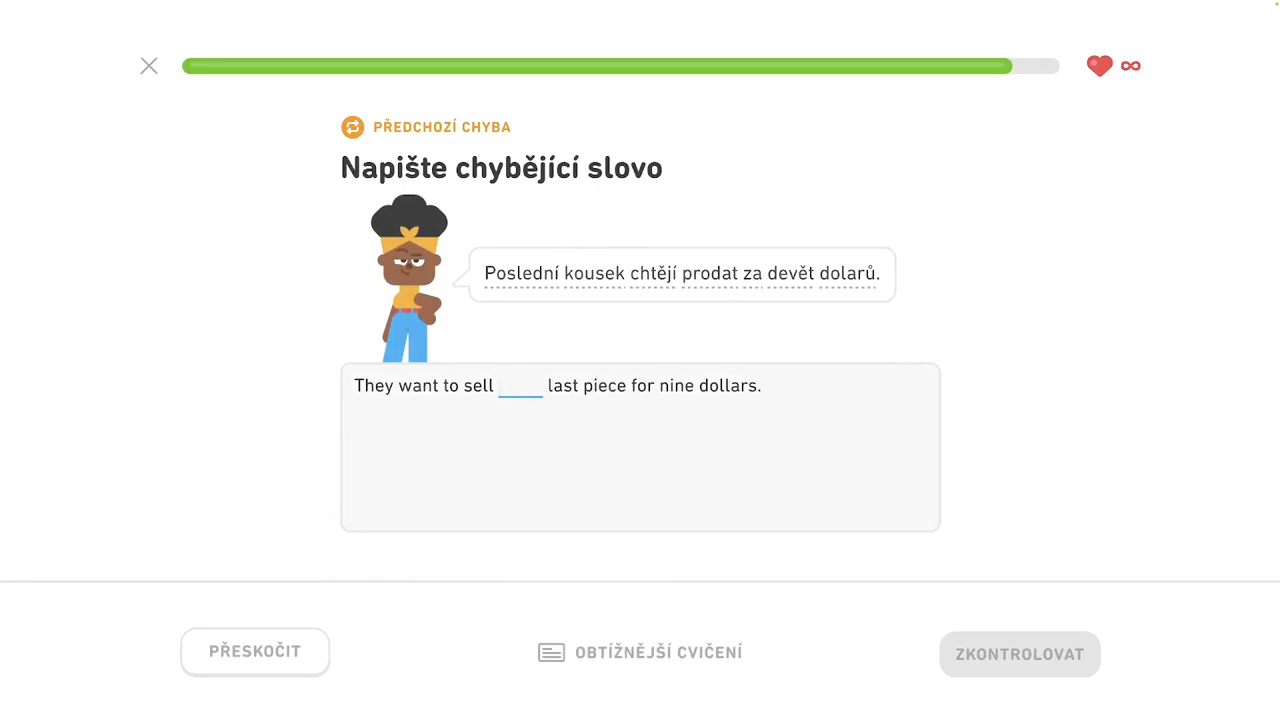 PŘEDCHOZÍ CHYBA
Napište chybějící slovo
Poslední kousek chtějí prodat za devět dolarů.
They want to sell ____ last piece for nine dollars.
PŘESKOČIT
OBTÍŽNĚJŠÍ CVIČENÍ
ZKONTROLOVAT